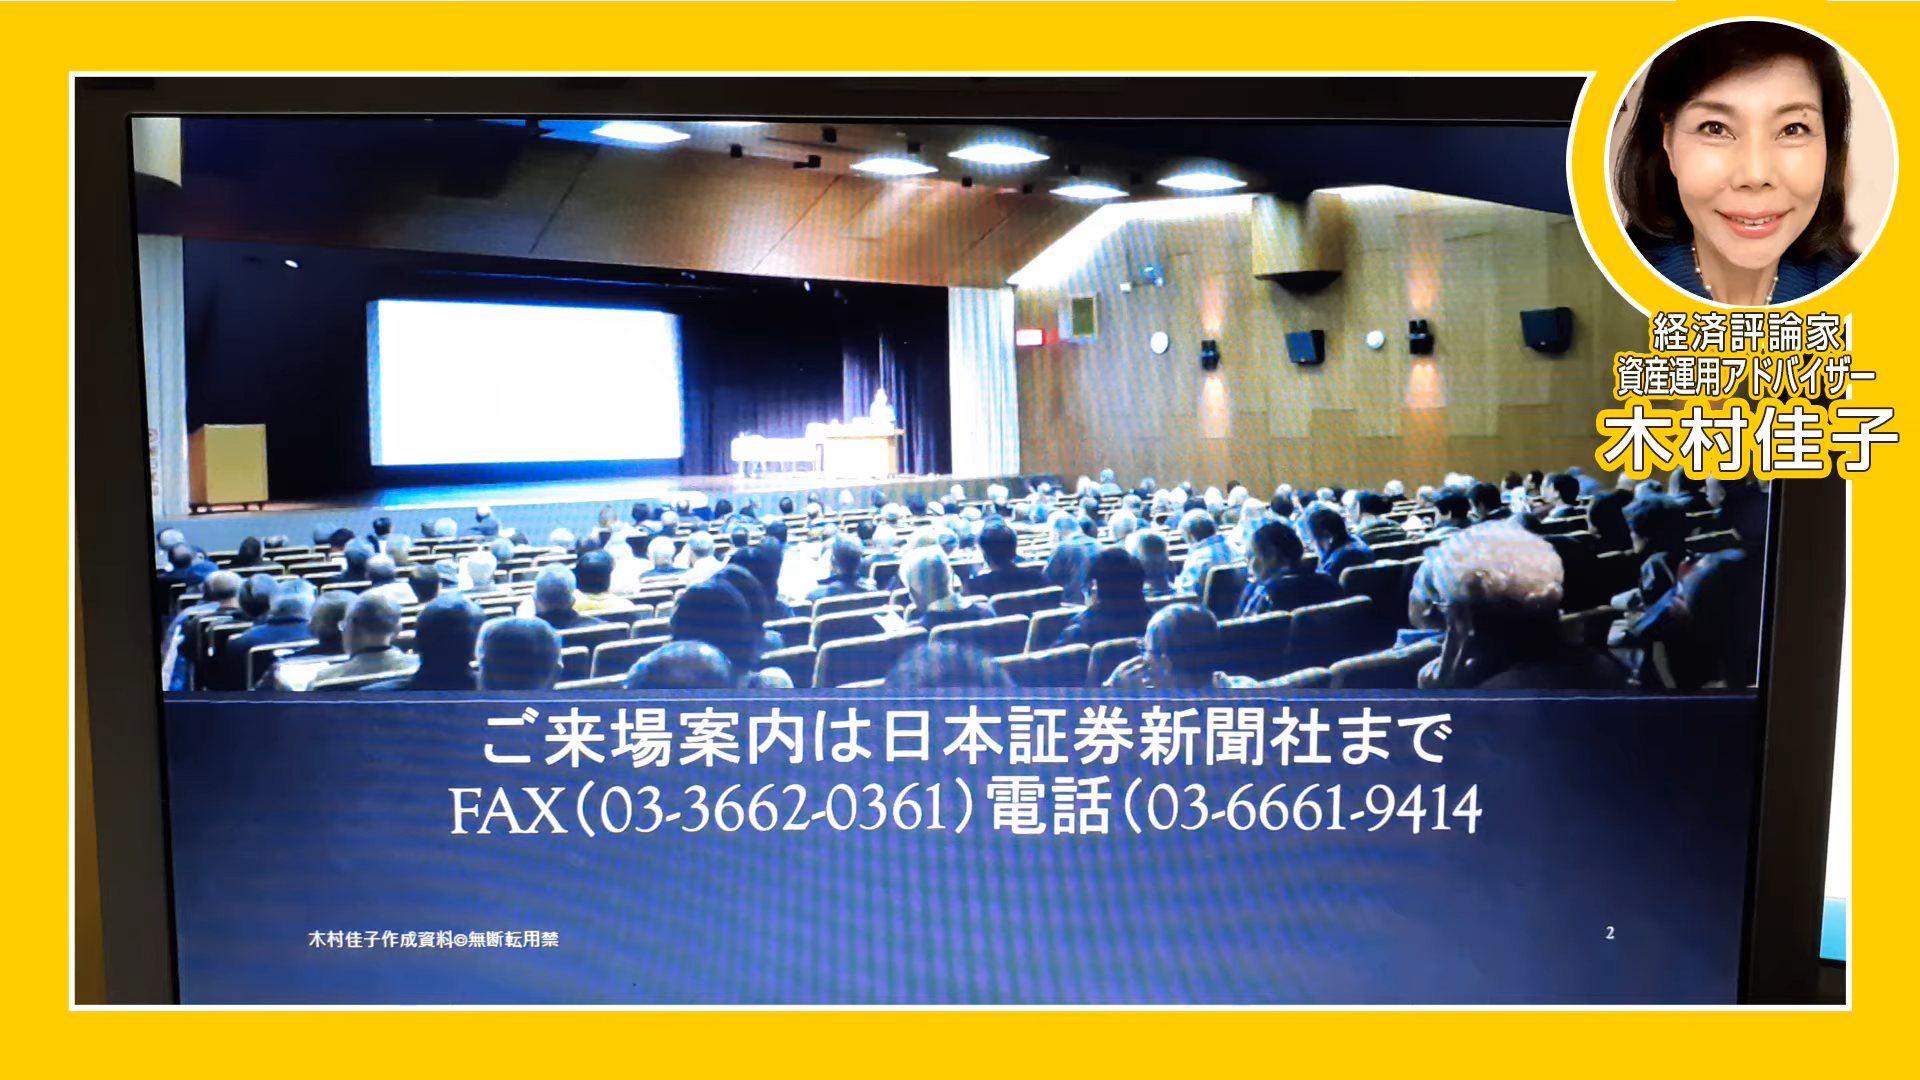 経済評論家
資産運用アドバイザー
木村佳子
ご来場案内は日本証券新聞社まで
FAX（03-3662-0361）電話（03-6661-9414
木村佳子作成資料©無断転用禁
2